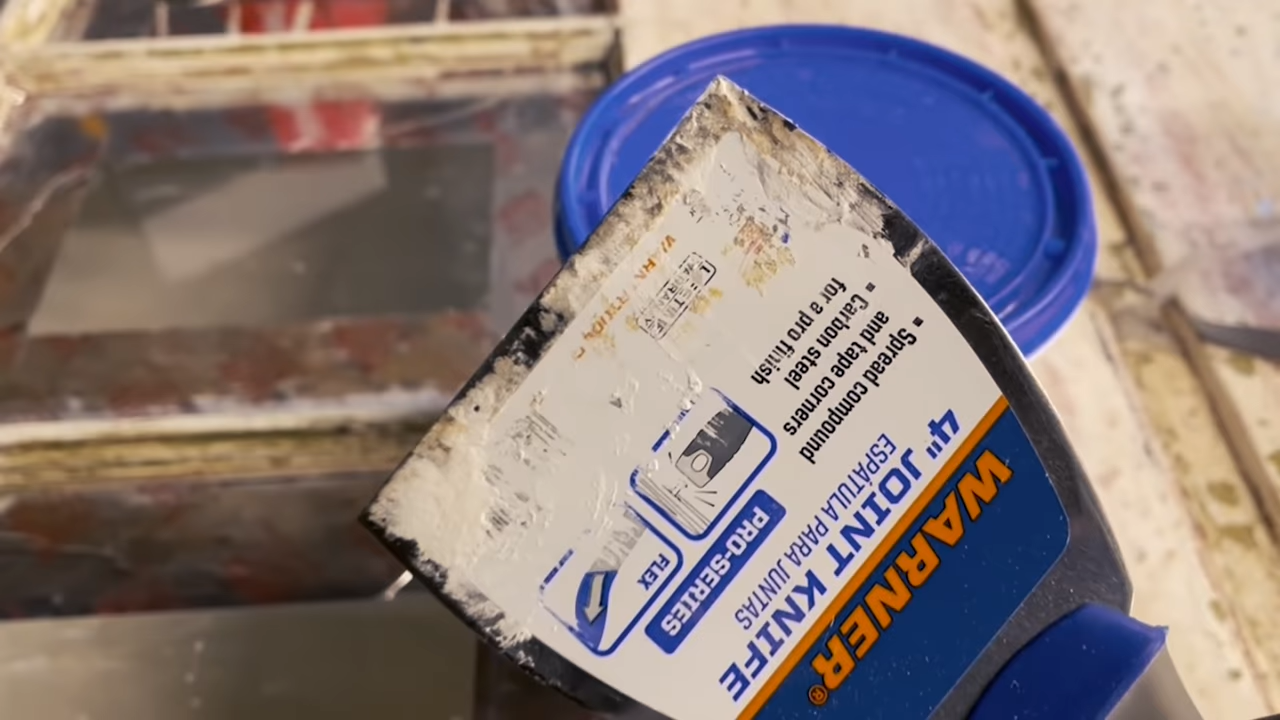 WARNER®
4" JOINT KNIFE
ESPATULA PARA JUNTAS
PRO-SERIES
FLEX
▪ Spread compound
and tape corners
▪ Carbon steel
for a pro finish